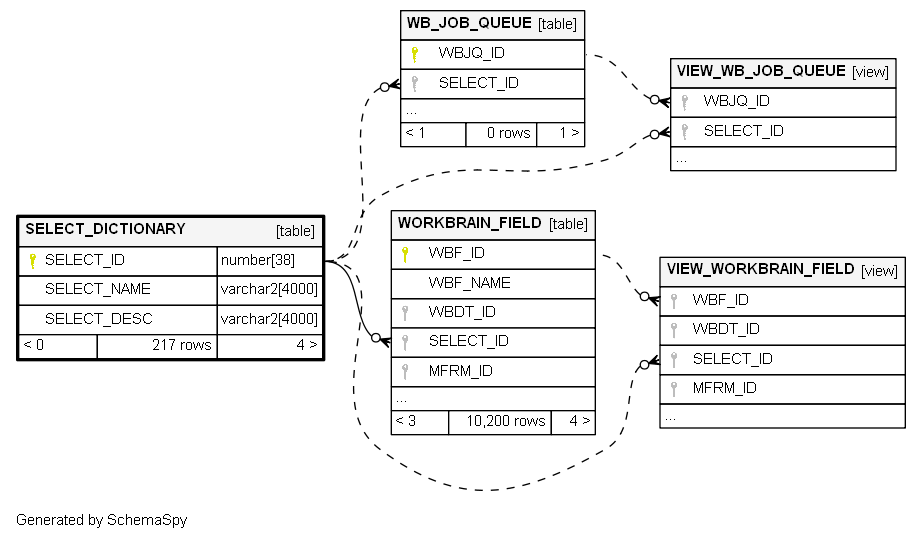 WB_JOB_QUEUE [table]
WBJQ_ID
SELECT_ID
...
< 1 0 rows 1 >
VIEW_WB_JOB_QUEUE [view]
WBJQ_ID
SELECT_ID
...
SELECT_DICTIONARY [table]
SELECT_ID number[38]
SELECT_NAME varchar2[4000]
SELECT_DESC varchar2[4000]
< 0 217 rows 4 >
WORKBRAIN_FIELD [table]
WBF_ID
WBF_NAME
WBDT_ID
SELECT_ID
MFRM_ID
...
< 3 10,200 rows 4 >
VIEW_WORKBRAIN_FIELD [view]
WBF_ID
WBDT_ID
SELECT_ID
MFRM_ID
...
Generated by SchemaSpy